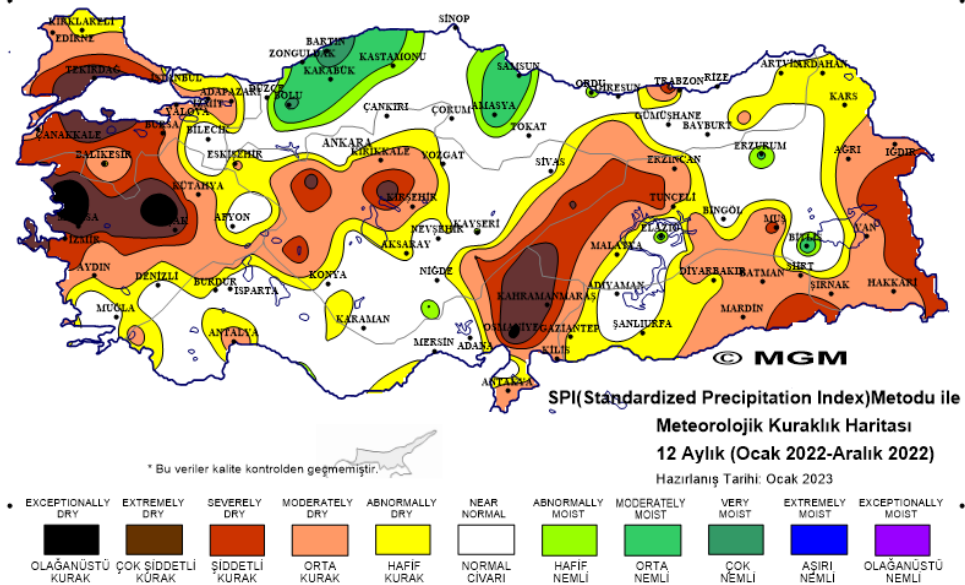 SİNOP
KIRKLARELİ
EDİRNE
BARTIN
ZONGULDAK
KASTAMONU
KARABÜK
TEKİRDAĞ
İSTANBUL
SAMSUN
ADAPAZARI
DÜZCE
BOLU
İZMİT
YALOVA
ORDU
GİRESUN
TRABZON
RİZE
ARTVİN
ARDAHAN
KARS
ÇANKIRI
ÇORUM
AMASYA
TOKAT
GÜMÜŞHANE
BAYBURT
ÇANAKKALE
BURSA
BİLECİK
ANKARA
ESKİŞEHİR
KIRIKKALE
YOZGAT
SİVAS
ERZİNCAN
ERZURUM
AĞRI
IĞDIR
BALIKESİR
KÜTAHYA
KIRŞEHİR
TUNCELİ
BİNGÖL
MUŞ
AFYON
NEVŞEHİR
KAYSERİ
ELAZIĞ
BİTLİS
VAN
İZMİR
AKSARAY
MALATYA
AYDIN
DENİZLİ
BURDUR
ISPARTA
KONYA
NİĞDE
DİYARBAKIR
BATMAN
SİİRT
ŞIRNAK
HAKKARİ
MUĞLA
KAHRAMANMARAŞ
ADIYAMAN
MARDİN
ANTALYA
KARAMAN
MERSİN
ADANA
OSMANİYE
GAZİANTEP
ŞANLIURFA
KİLİS
ANTAKYA
© MGM
SPI(Standardized Precipitation Index)Metodu ile
Meteorolojik Kuraklık Haritası
12 Aylık (Ocak 2022-Aralık 2022)
* Bu veriler kalite kontrolden geçmemiştir.
Hazırlanış Tarihi: Ocak 2023
EXCEPTIONALLY DRY
EXTREMELY DRY
SEVERELY DRY
MODERATELY DRY
ABNORMALLY DRY
NEAR NORMAL
ABNORMALLY MOIST
MODERATELY MOIST
VERY MOIST
EXTREMELY MOIST
EXCEPTIONALLY MOIST
OLAĞANÜSTÜ KURAK
ÇOK ŞİDDETLİ KURAK
ŞİDDETLİ KURAK
ORTA KURAK
HAFİF KURAK
NORMAL CİVARI
HAFİF NEMLİ
ORTA NEMLİ
ÇOK NEMLİ
AŞIRI NEMLİ
OLAĞANÜSTÜ NEMLİ